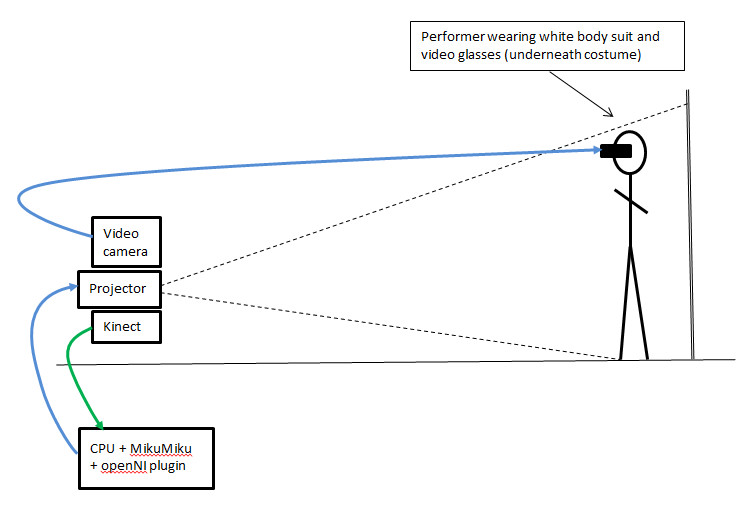 Performer wearing white body suit and
video glasses (underneath costume)
Video
camera
Projector
Kinect
CPU + MikuMiku
+ openNI plugin